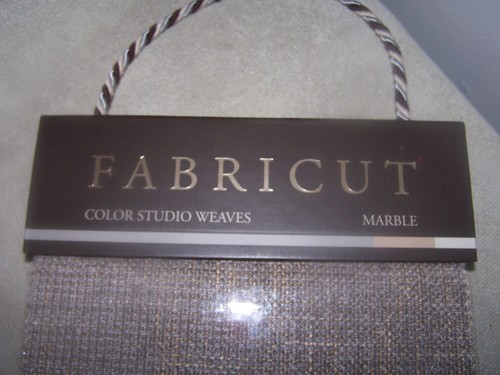 FABRICUT
COLOR STUDIO WEAVES MARBLE